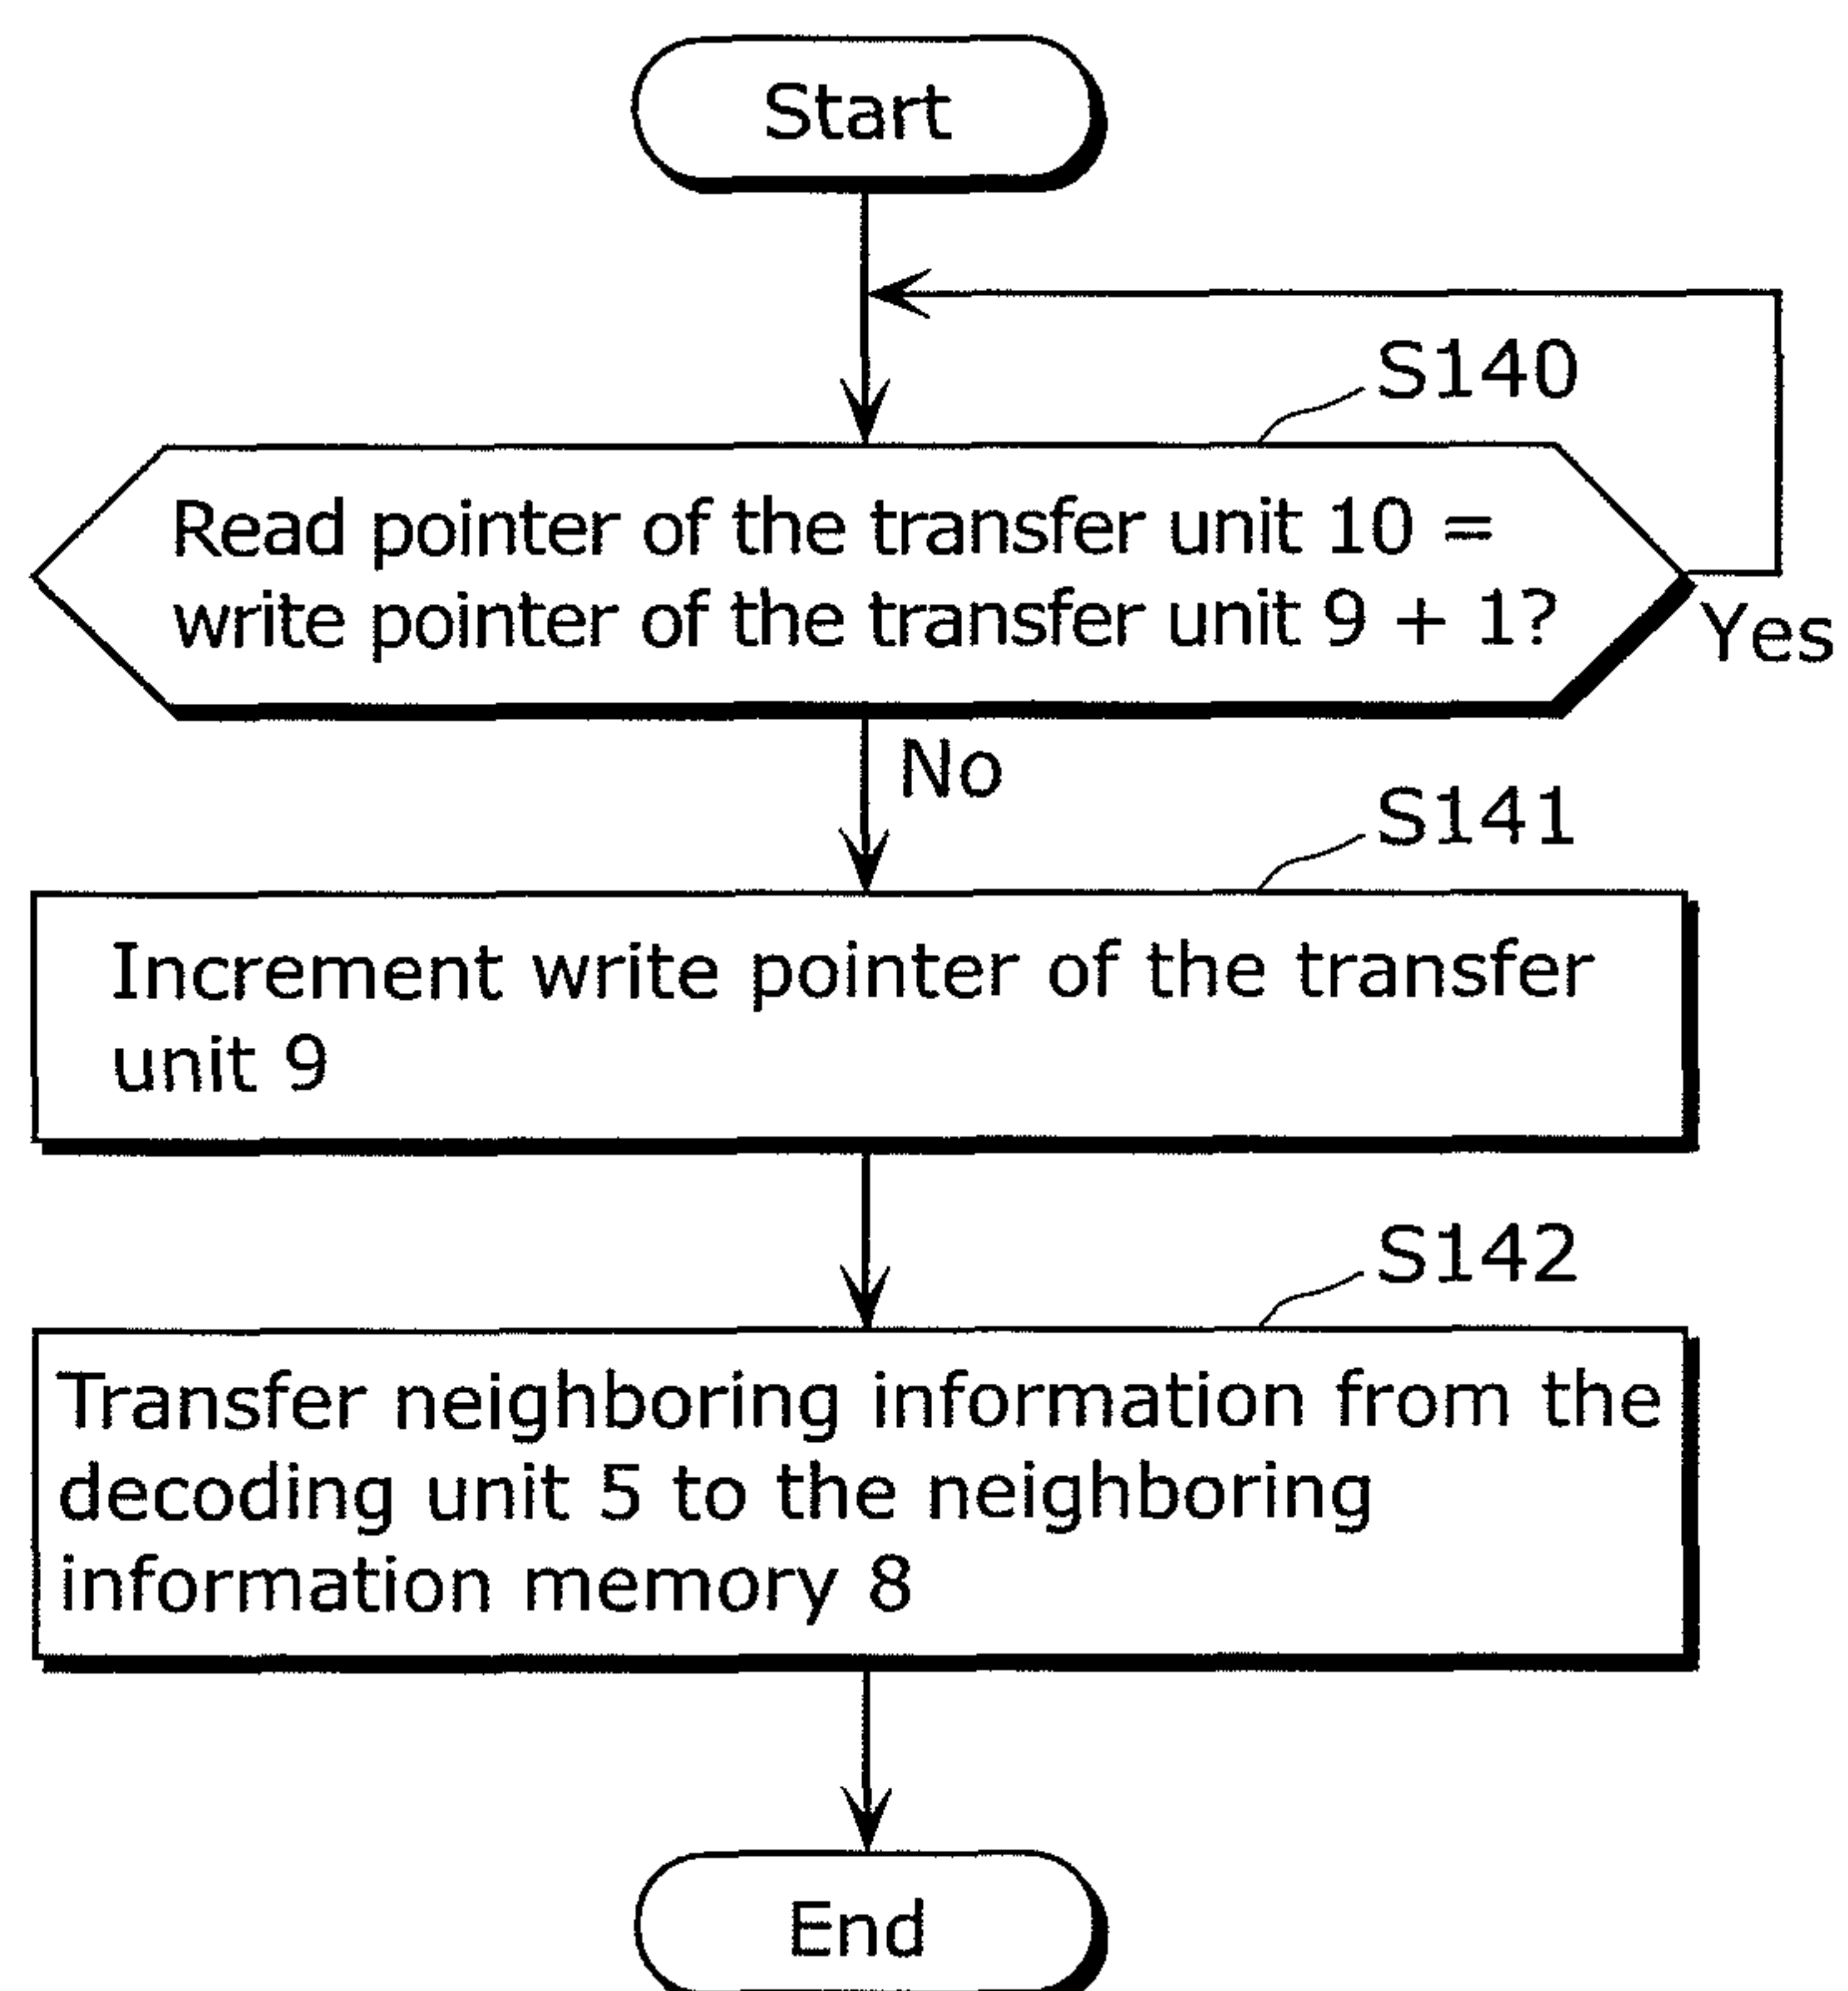 Start
S140
Read pointer of the transfer unit 10 =
write pointer of the transfer unit 9 + 1?
Yes
No
S141
Increment write pointer of the transfer
unit 9
S142
Transfer neighboring information from the
decoding unit 5 to the neighboring
information memory 8
End